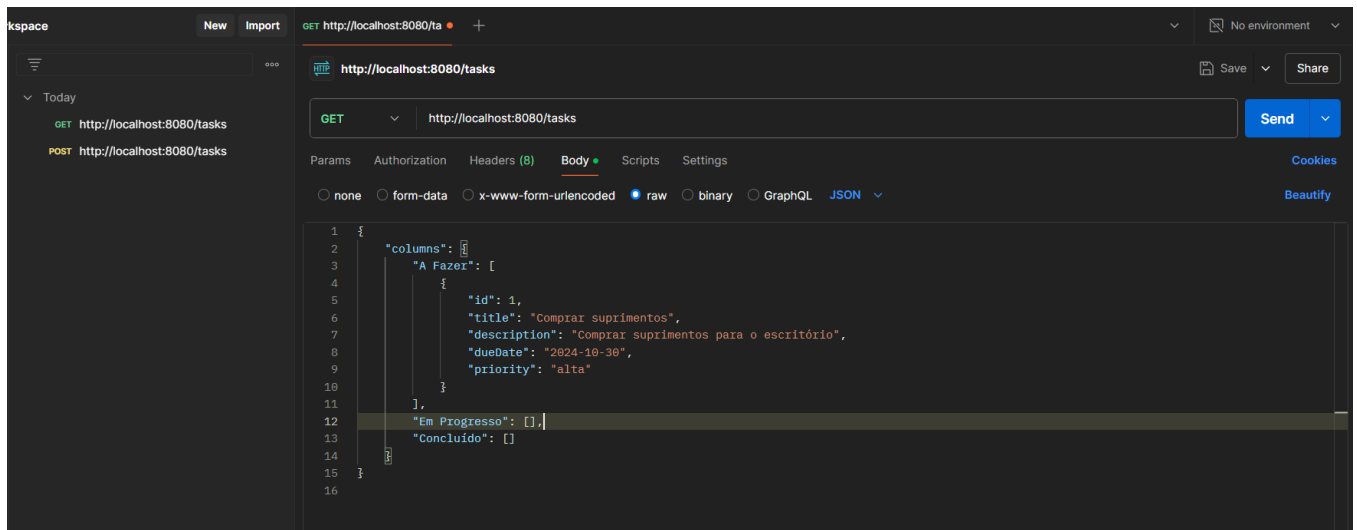 kspace New Import GET http://localhost:8080/ta No environment
http://localhost:8080/tasks Save Share
Today
GET http://localhost:8080/tasks
POST http://localhost:8080/tasks
GET http://localhost:8080/tasks Send
Params Authorization Headers (8) Body Scripts Settings Cookies
none form-data x-www-form-urlencoded raw binary GraphQL JSON Beautify
1 {
2 "columns": {
3 "A Fazer": [
4 {
5 "id": 1,
6 "title": "Comprar suprimentos",
7 "description": "Comprar suprimentos para o escritório",
8 "dueDate": "2024-10-30",
9 "priority": "alta"
10 }
11 ],
12 "Em Progresso": [],
13 "Concluído": []
14 }
15 }
16